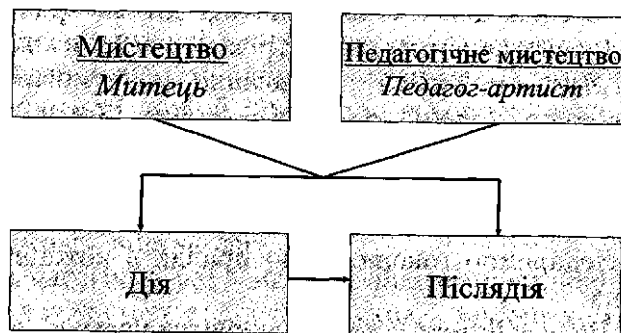 Мистецтво
Митець
Педагогічне мистецтво
Педагог-артист
Дія
Післядія